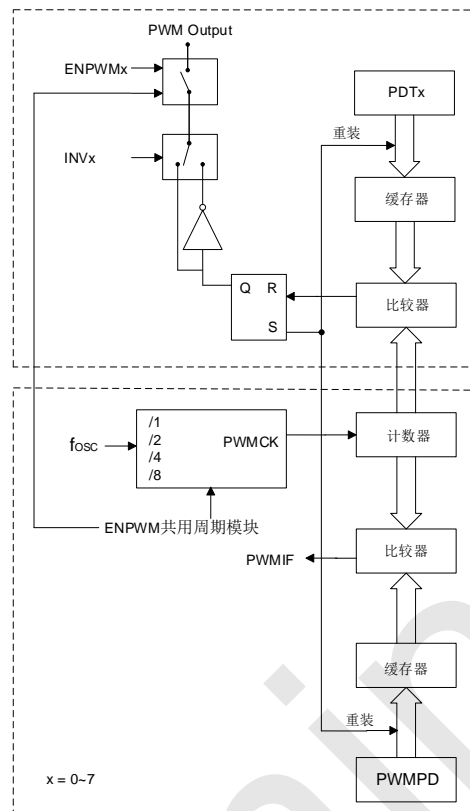 PWM Output
ENPWMx
PDTx
重装
INVx
缓存器
Q R
S
比较器
fOSC
/1
/2
/4
/8
PWMCK
计数器
ENPWM共用周期模块
PWMIF
比较器
缓存器
重装
PWMPD
x = 0~7